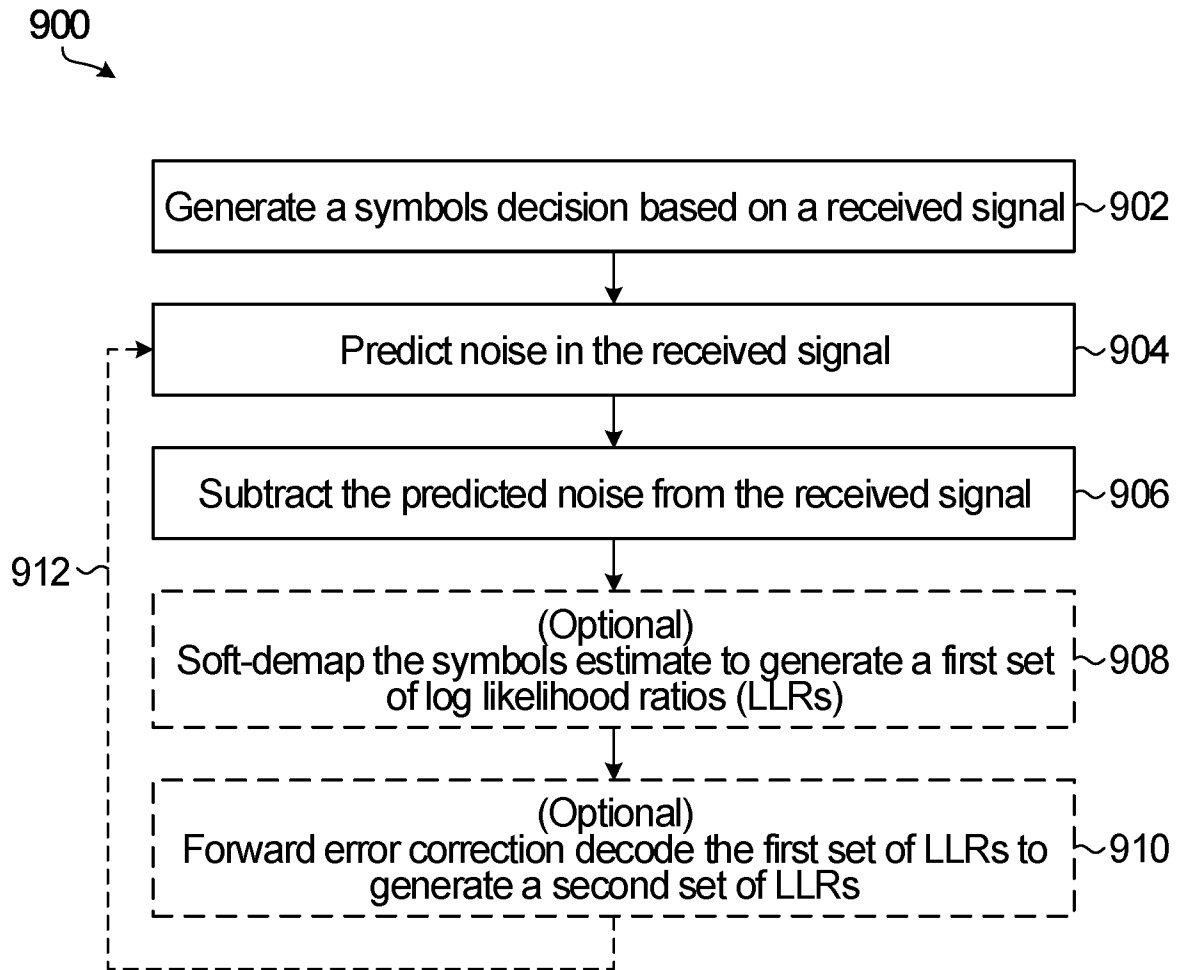 900
Generate a symbols decision based on a received signal
902
Predict noise in the received signal
904
Subtract the predicted noise from the received signal
906
912
(Optional)
Soft-demap the symbols estimate to generate a first set
of log likelihood ratios (LLRs)
908
(Optional)
Forward error correction decode the first set of LLRs to
generate a second set of LLRs
910